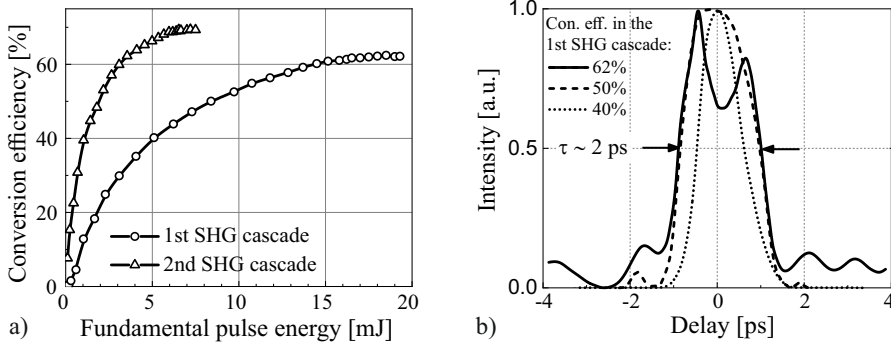 Conversion efficiency [%]
60
40
20
0
0
5
10
15
20
1st SHG cascade
2nd SHG cascade
a)
Fundamental pulse energy [mJ]
Intensity [a.u.]
1.0
0.5
0.0
Con. eff. in the
1st SHG cascade:
62%
50%
40%
τ ~ 2 ps
-4
-2
0
2
4
b)
Delay [ps]